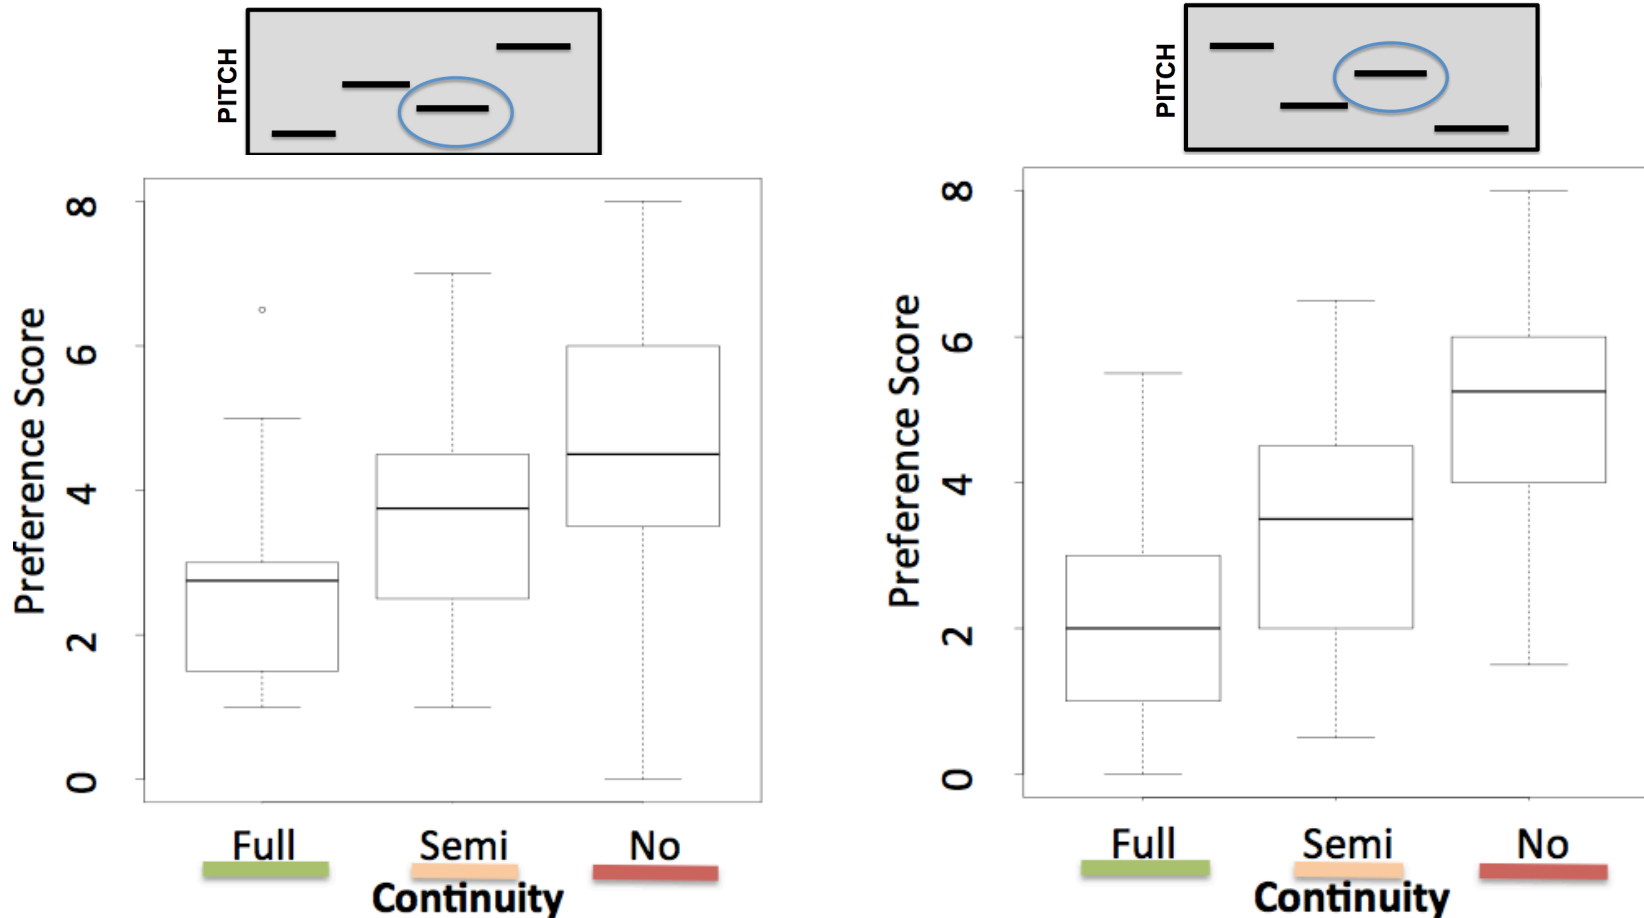 PITCH
Preference Score
8
6
4
2
0
Full Semi No
Continuity
PITCH
Preference Score
8
6
4
2
0
Full Semi No
Continuity